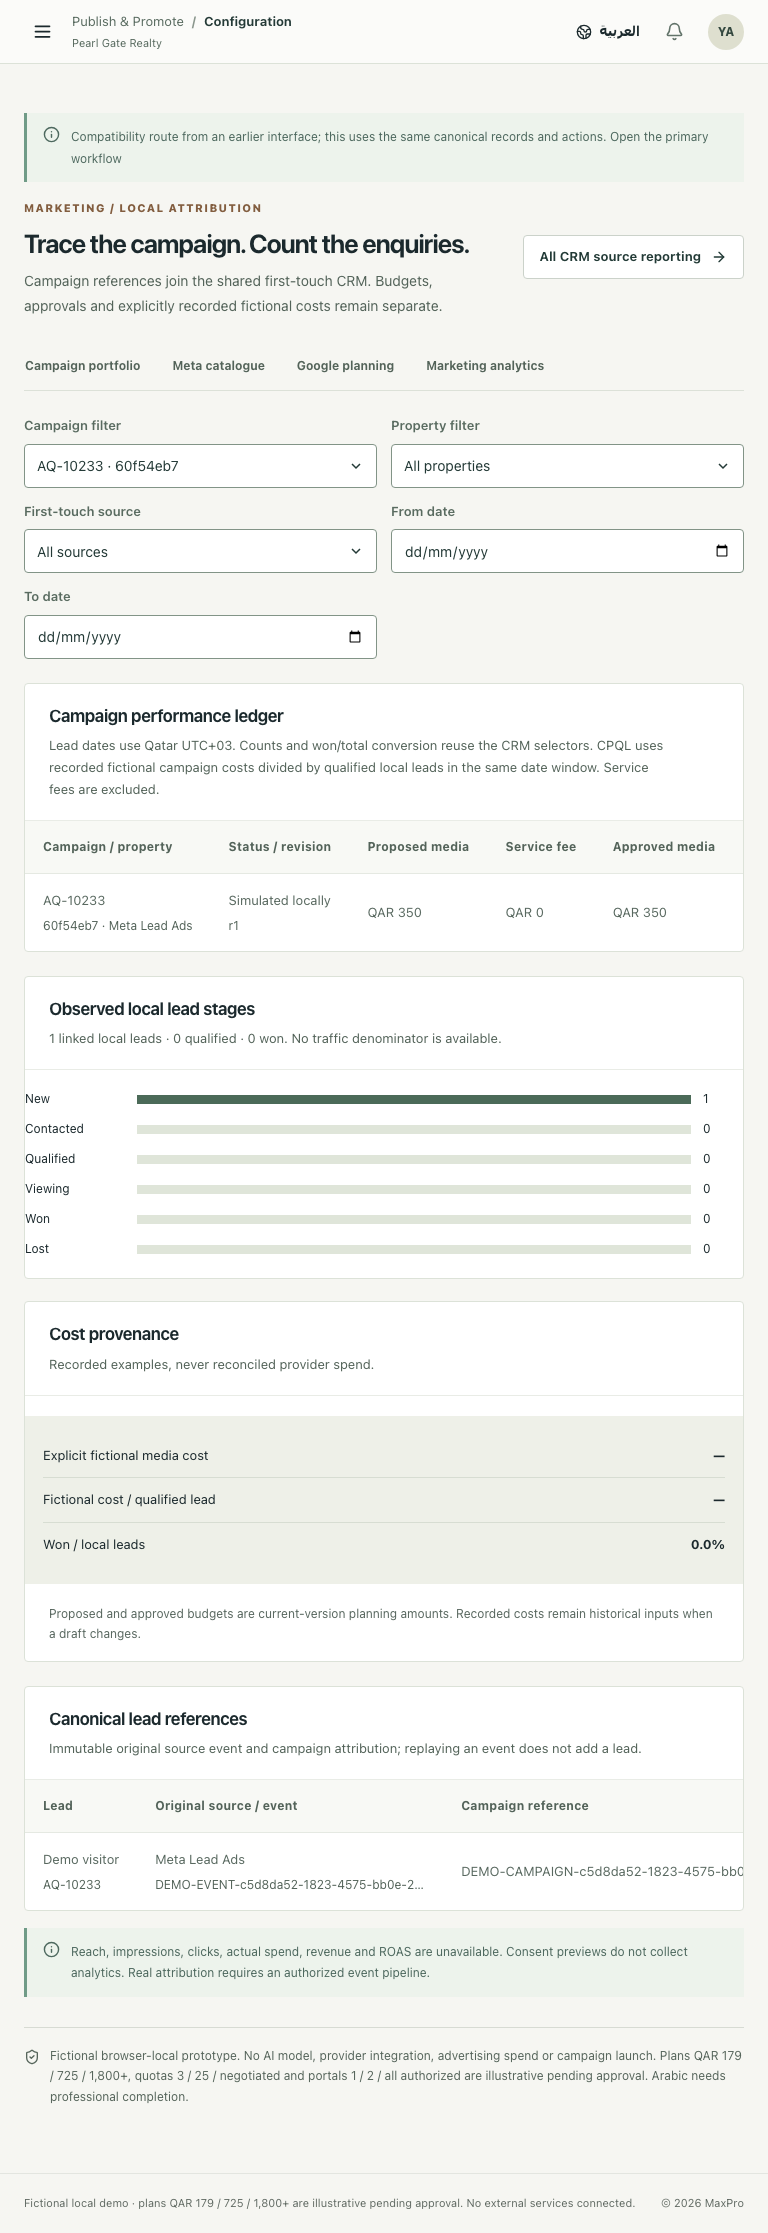 Publish & Promote / Configuration
Pearl Gate Realty
العربية
YA
Compatibility route from an earlier interface; this uses the same canonical records and actions. Open the primary
workflow
MARKETING / LOCAL ATTRIBUTION
Trace the campaign. Count the enquiries.
All CRM source reporting
Campaign references join the shared first-touch CRM. Budgets,
approvals and explicitly recorded fictional costs remain separate.
Campaign portfolio
Meta catalogue
Google planning
Marketing analytics
Campaign filter
Property filter
AQ-10233 · 60f54eb7
All properties
First-touch source
From date
All sources
dd/mm/yyyy
To date
dd/mm/yyyy
Campaign performance ledger
Lead dates use Qatar UTC+03. Counts and won/total conversion reuse the CRM selectors. CPQL uses
recorded fictional campaign costs divided by qualified local leads in the same date window. Service
fees are excluded.
Campaign / property
Status / revision
Proposed media
Service fee
Approved media
AQ-10233
60f54eb7 · Meta Lead Ads
Simulated locally
r1
QAR 350
QAR 0
QAR 350
Observed local lead stages
1 linked local leads · 0 qualified · 0 won. No traffic denominator is available.
New 1
Contacted 0
Qualified 0
Viewing 0
Won 0
Lost 0
Cost provenance
Recorded examples, never reconciled provider spend.
Explicit fictional media cost —
Fictional cost / qualified lead —
Won / local leads 0.0%
Proposed and approved budgets are current-version planning amounts. Recorded costs remain historical inputs when
a draft changes.
Canonical lead references
Immutable original source event and campaign attribution; replaying an event does not add a lead.
Lead
Original source / event
Campaign reference
Demo visitor
AQ-10233
Meta Lead Ads
DEMO-EVENT-c5d8da52-1823-4575-bb0e-2…
DEMO-CAMPAIGN-c5d8da52-1823-4575-bb0
Reach, impressions, clicks, actual spend, revenue and ROAS are unavailable. Consent previews do not collect
analytics. Real attribution requires an authorized event pipeline.
Fictional browser-local prototype. No AI model, provider integration, advertising spend or campaign launch. Plans QAR 179
/ 725 / 1,800+, quotas 3 / 25 / negotiated and portals 1 / 2 / all authorized are illustrative pending approval. Arabic needs
professional completion.
Fictional local demo · plans QAR 179 / 725 / 1,800+ are illustrative pending approval. No external services connected.
© 2026 MaxPro